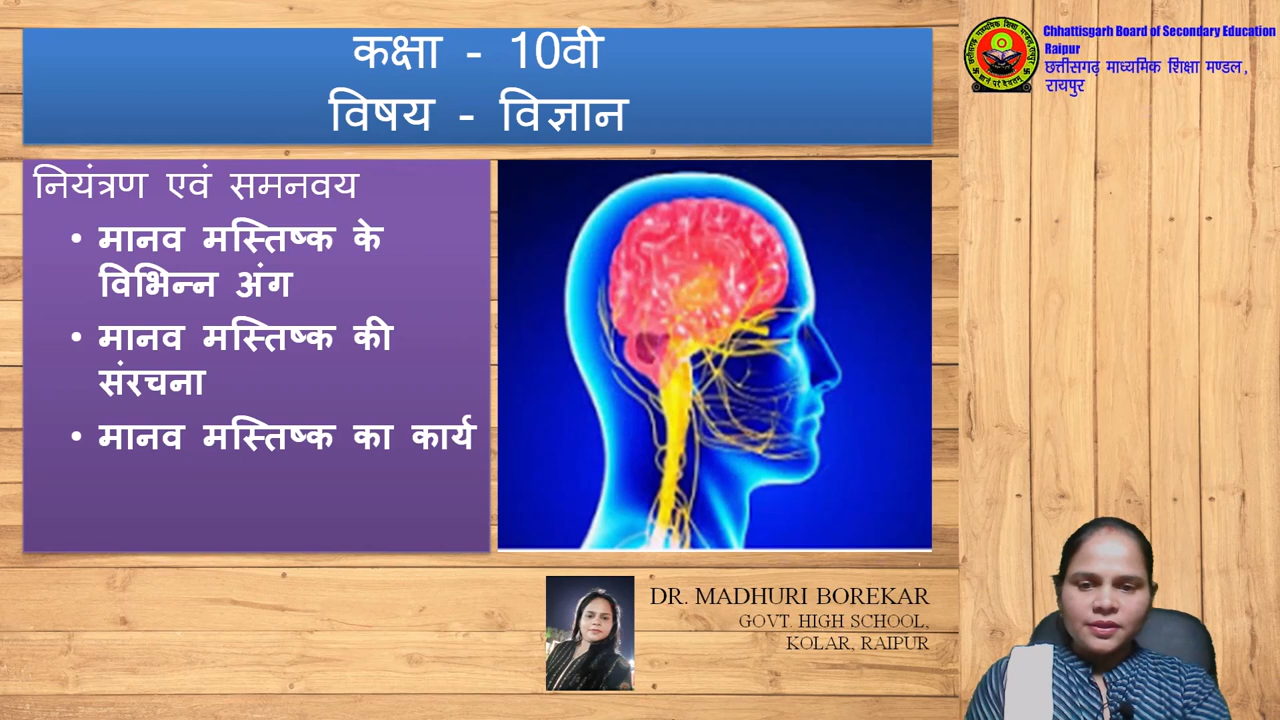 कक्षा - 10वी
विषय - विज्ञान
नियंत्रण एवं समनवय
• मानव मस्तिष्क के
विभिन्न अंग
• मानव मस्तिष्क की
संरचना
• मानव मस्तिष्क का कार्य
DR. MADHURI BOREKAR
GOVT. HIGH SCHOOL,
KOLAR, RAIPUR
Chhattisgarh Board of Secondary Education
Raipur
छत्तीसगढ़ माध्यमिक शिक्षा मण्डल,
रायपुर